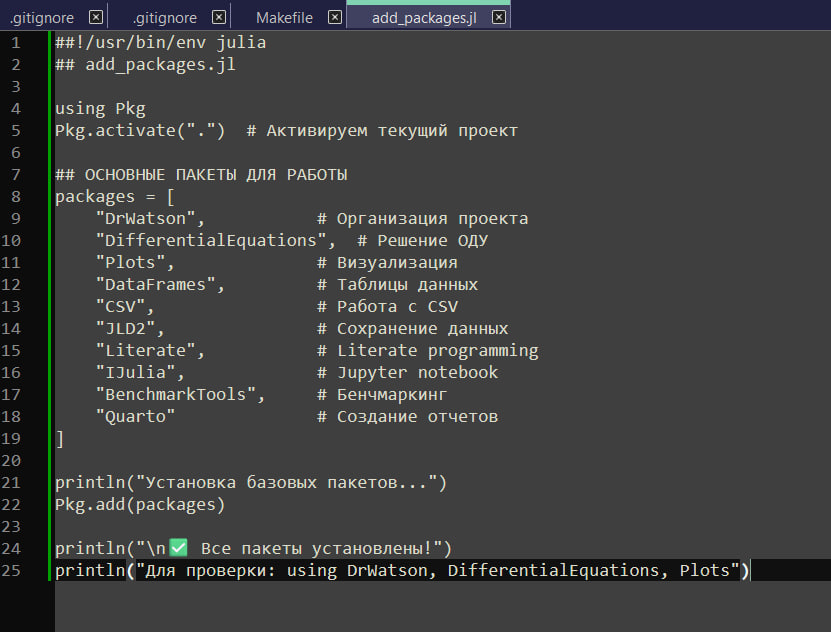 .gitignore .gitignore Makefile add_packages.jl
1 ##!/usr/bin/env julia
2 ## add_packages.jl
3
4 using Pkg
5 Pkg.activate(".")  # Активируем текущий проект
6
7 ## ОСНОВНЫЕ ПАКЕТЫ ДЛЯ РАБОТЫ
8 packages = [
9     "DrWatson",           # Организация проекта
10     "DifferentialEquations",  # Решение ОДУ
11     "Plots",              # Визуализация
12     "DataFrames",         # Таблицы данных
13     "CSV",                # Работа с CSV
14     "JLD2",               # Сохранение данных
15     "Literate",           # Literate programming
16     "IJulia",             # Jupyter notebook
17     "BenchmarkTools",     # Бенчмаркинг
18     "Quarto"              # Создание отчетов
19 ]
20
21 println("Установка базовых пакетов...")
22 Pkg.add(packages)
23
24 println("\n✅ Все пакеты установлены!")
25 println("Для проверки: using DrWatson, DifferentialEquations, Plots")